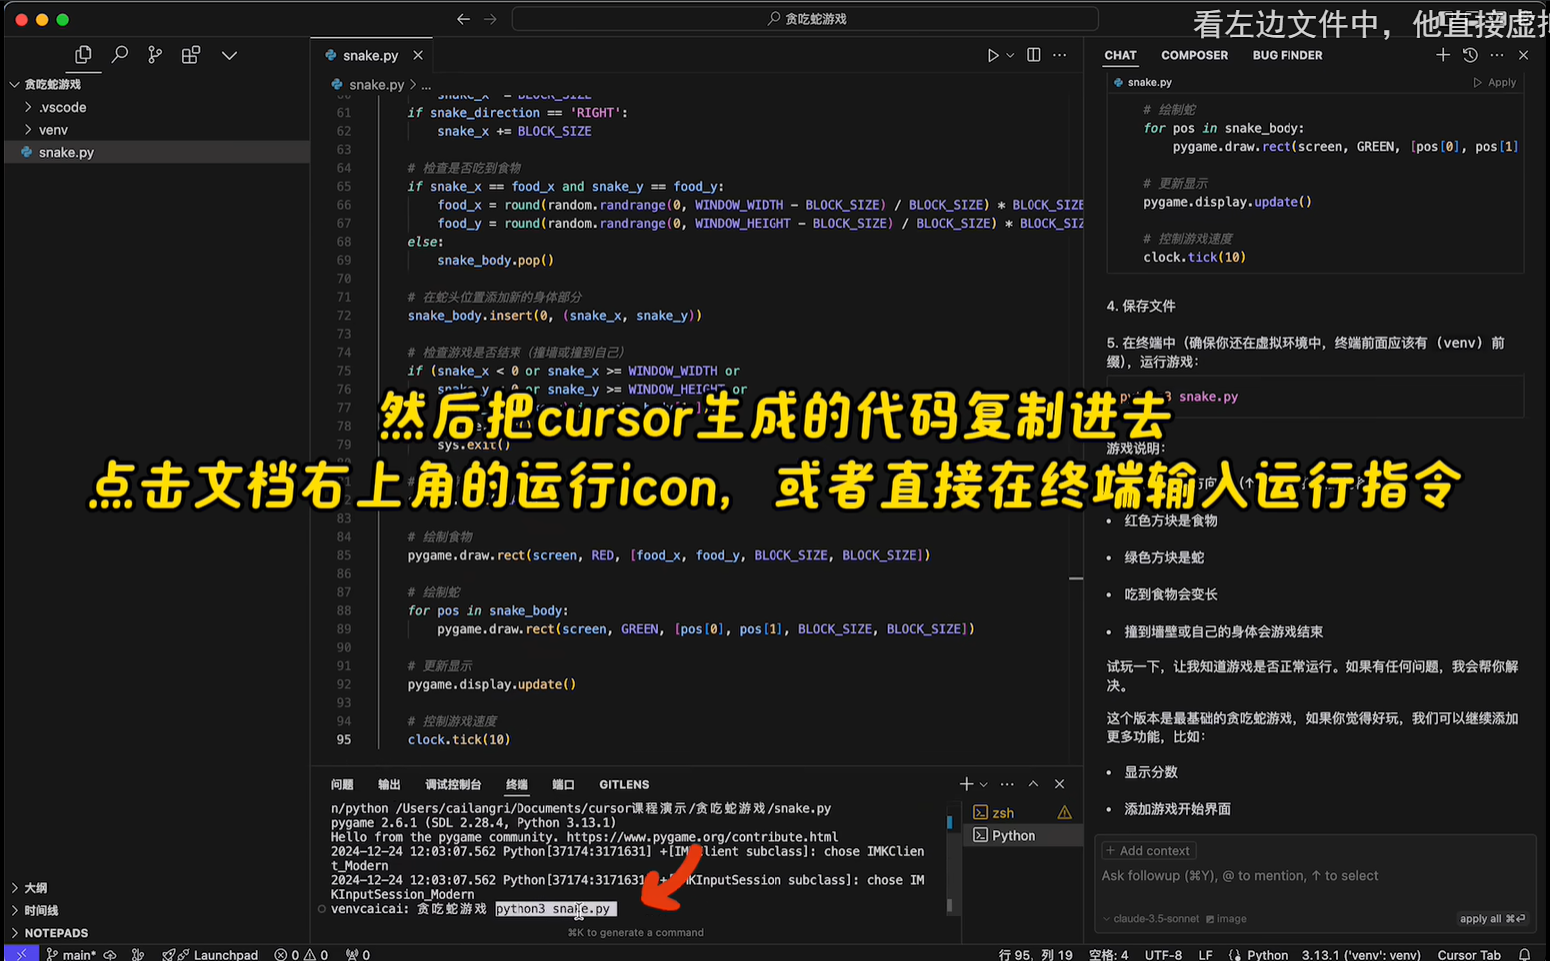 贪吃蛇游戏
看左边文件中，他直接虚拟
snake.py
CHAT COMPOSER BUG FINDER
贪吃蛇游戏
.vscode
venv
snake.py
snake.py > ...
61 if snake_direction == 'RIGHT':
62 snake_x += BLOCK_SIZE
63
64 # 检查是否吃到食物
65 if snake_x == food_x and snake_y == food_y:
66 food_x = round(random.randrange(0, WINDOW_WIDTH - BLOCK_SIZE) / BLOCK_SIZE) * BLOCK_SIZE
67 food_y = round(random.randrange(0, WINDOW_HEIGHT - BLOCK_SIZE) / BLOCK_SIZE) * BLOCK_SIZ
68 else:
69 snake_body.pop()
70
71 # 在蛇头位置添加新的身体部分
72 snake_body.insert(0, (snake_x, snake_y))
73
74 # 检查游戏是否结束（撞墙或撞到自己）
75 if (snake_x < 0 or snake_x >= WINDOW_WIDTH or
76 snake_y < 0 or snake_y >= WINDOW_HEIGHT or
77
78
79 sys.exit()
然后把cursor生成的代码复制进去
点击文档右上角的运行icon，或者直接在终端输入运行指令
83
84 # 绘制食物
85 pygame.draw.rect(screen, RED, [food_x, food_y, BLOCK_SIZE, BLOCK_SIZE])
86
87 # 绘制蛇
88 for pos in snake_body:
89 pygame.draw.rect(screen, GREEN, [pos[0], pos[1], BLOCK_SIZE, BLOCK_SIZE])
90
91 # 更新显示
92 pygame.display.update()
93
94 # 控制游戏速度
95 clock.tick(10)
问题 输出 调试控制台 终端 端口 GITLENS
n/python /Users/cailangri/Documents/cursor课程演示/贪吃蛇游戏/snake.py
pygame 2.6.1 (SDL 2.28.4, Python 3.13.1)
Hello from the pygame community. https://www.pygame.org/contribute.html
2024-12-24 12:03:07.562 Python[37174:3171631] +[IMKClient subclass]: chose IMKClien
t_Modern
2024-12-24 12:03:07.562 Python[37174:3171631] +[IMKInputSession subclass]: chose IM
KInputSession_Modern
venvcaicai: 贪吃蛇游戏 python3 snake.py
⌘K to generate a command
zsh
Python
snake.py Apply
# 绘制蛇
for pos in snake_body:
pygame.draw.rect(screen, GREEN, [pos[0], pos[1]
# 更新显示
pygame.display.update()
# 控制游戏速度
clock.tick(10)
4. 保存文件
5. 在终端中（确保你还在虚拟环境中，终端前面应该有 (venv) 前
缀），运行游戏：
3 snake.py
游戏说明：
• 红色方块是食物
• 绿色方块是蛇
• 吃到食物会变长
• 撞到墙壁或自己的身体会游戏结束
试玩一下，让我知道游戏是否正常运行。如果有任何问题，我会帮你解
决。
这个版本是最基础的贪吃蛇游戏，如果你觉得好玩，我们可以继续添加
更多功能，比如：
• 显示分数
• 添加游戏开始界面
+ Add context
Ask followup (⌘Y), @ to mention, ↑ to select
claude-3.5-sonnet image apply all ⌘⏎
大纲
时间线
NOTEPADS
main* Launchpad 0 0 0 行 95, 列 19 空格: 4 UTF-8 LF Python 3.13.1 ('venv': venv) Cursor Tab